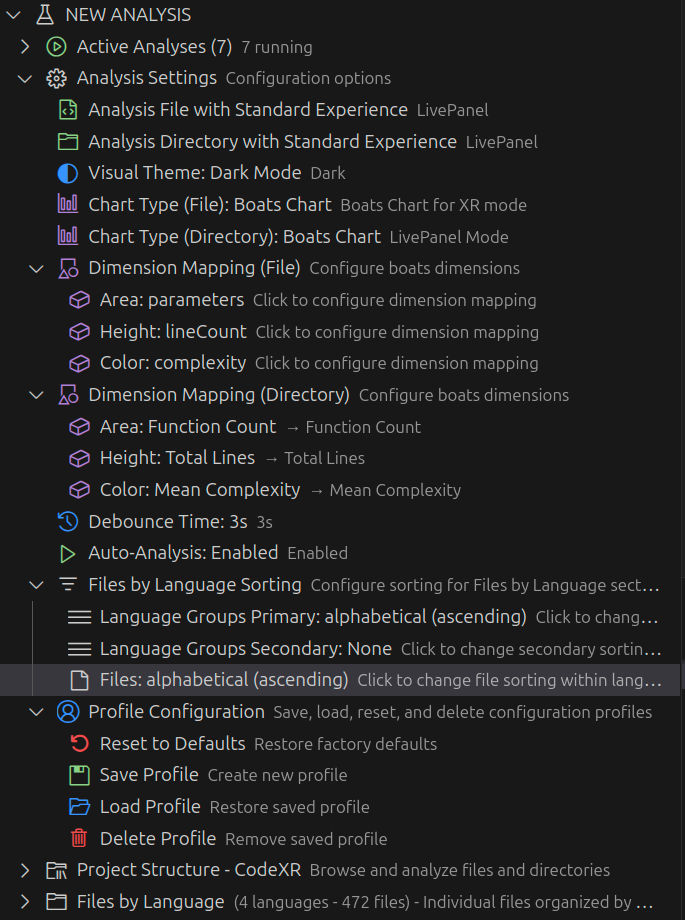 NEW ANALYSIS
Active Analyses (7) 7 running
Analysis Settings Configuration options
Analysis File with Standard Experience LivePanel
Analysis Directory with Standard Experience LivePanel
Visual Theme: Dark Mode Dark
Chart Type (File): Boats Chart Boats Chart for XR mode
Chart Type (Directory): Boats Chart LivePanel Mode
Dimension Mapping (File) Configure boats dimensions
Area: parameters Click to configure dimension mapping
Height: lineCount Click to configure dimension mapping
Color: complexity Click to configure dimension mapping
Dimension Mapping (Directory) Configure boats dimensions
Area: Function Count → Function Count
Height: Total Lines → Total Lines
Color: Mean Complexity → Mean Complexity
Debounce Time: 3s 3s
Auto-Analysis: Enabled Enabled
Files by Language Sorting Configure sorting for Files by Language sect...
Language Groups Primary: alphabetical (ascending) Click to chang...
Language Groups Secondary: None Click to change secondary sortin...
Files: alphabetical (ascending) Click to change file sorting within lang...
Profile Configuration Save, load, reset, and delete configuration profiles
Reset to Defaults Restore factory defaults
Save Profile Create new profile
Load Profile Restore saved profile
Delete Profile Remove saved profile
Project Structure - CodeXR Browse and analyze files and directories
Files by Language (4 languages - 472 files) - Individual files organized by ...